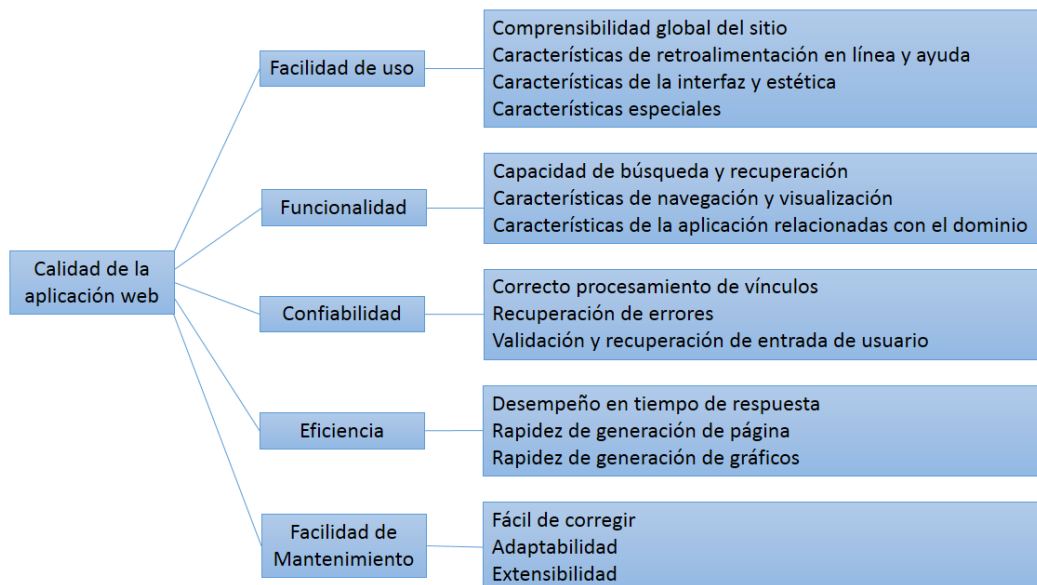 Calidad de la
aplicación web
Facilidad de uso
Comprensibilidad global del sitio
Características de retroalimentación en línea y ayuda
Características de la interfaz y estética
Características especiales
Funcionalidad
Capacidad de búsqueda y recuperación
Características de navegación y visualización
Características de la aplicación relacionadas con el dominio
Confiabilidad
Correcto procesamiento de vínculos
Recuperación de errores
Validación y recuperación de entrada de usuario
Eficiencia
Desempeño en tiempo de respuesta
Rapidez de generación de página
Rapidez de generación de gráficos
Facilidad de
Mantenimiento
Fácil de corregir
Adaptabilidad
Extensibilidad